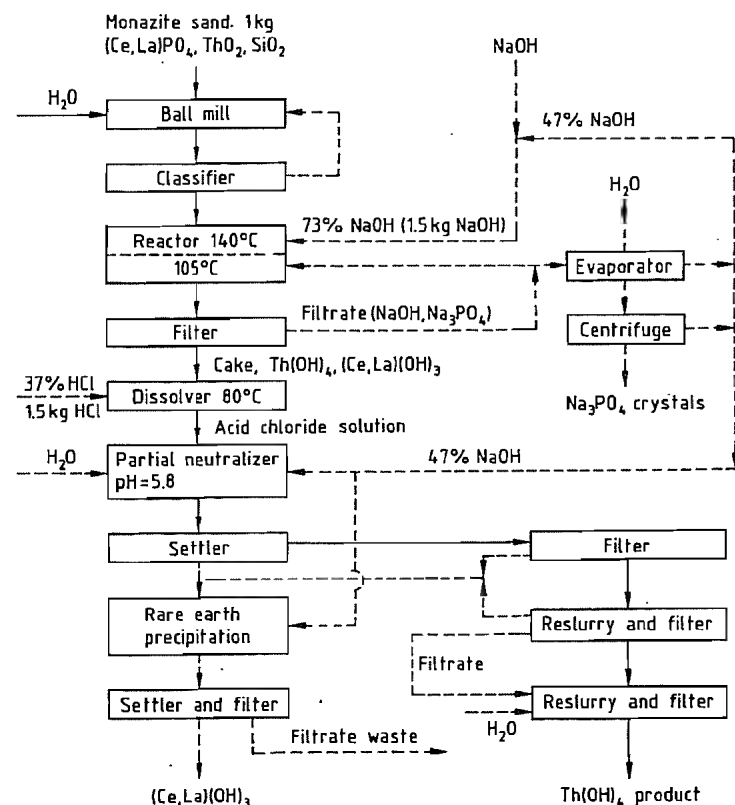 Monazite sand. 1kg
(Ce,La)PO₄, ThO₂, SiO₂
NaOH
H₂O
Ball mill
47% NaOH
Classifier
H₂O
73% NaOH (1.5kg NaOH)
Reactor 140°C
105°C
Evaporator
Filtrate (NaOH,Na₃PO₄)
Filter
Centrifuge
Cake, Th(OH)₄,(Ce,La)(OH)₃
37% HCl
1.5kg HCl
Dissolver 80°C
Na₃PO₄ crystals
Acid chloride solution
H₂O
Partial neutralizer
pH=5.8
47% NaOH
Settler
Filter
Rare earth
precipitation
Reslurry and filter
Filtrate
Settler and filter
Reslurry and filter
H₂O
Filtrate waste
(Ce,La)(OH)₃
Th(OH)₄ product